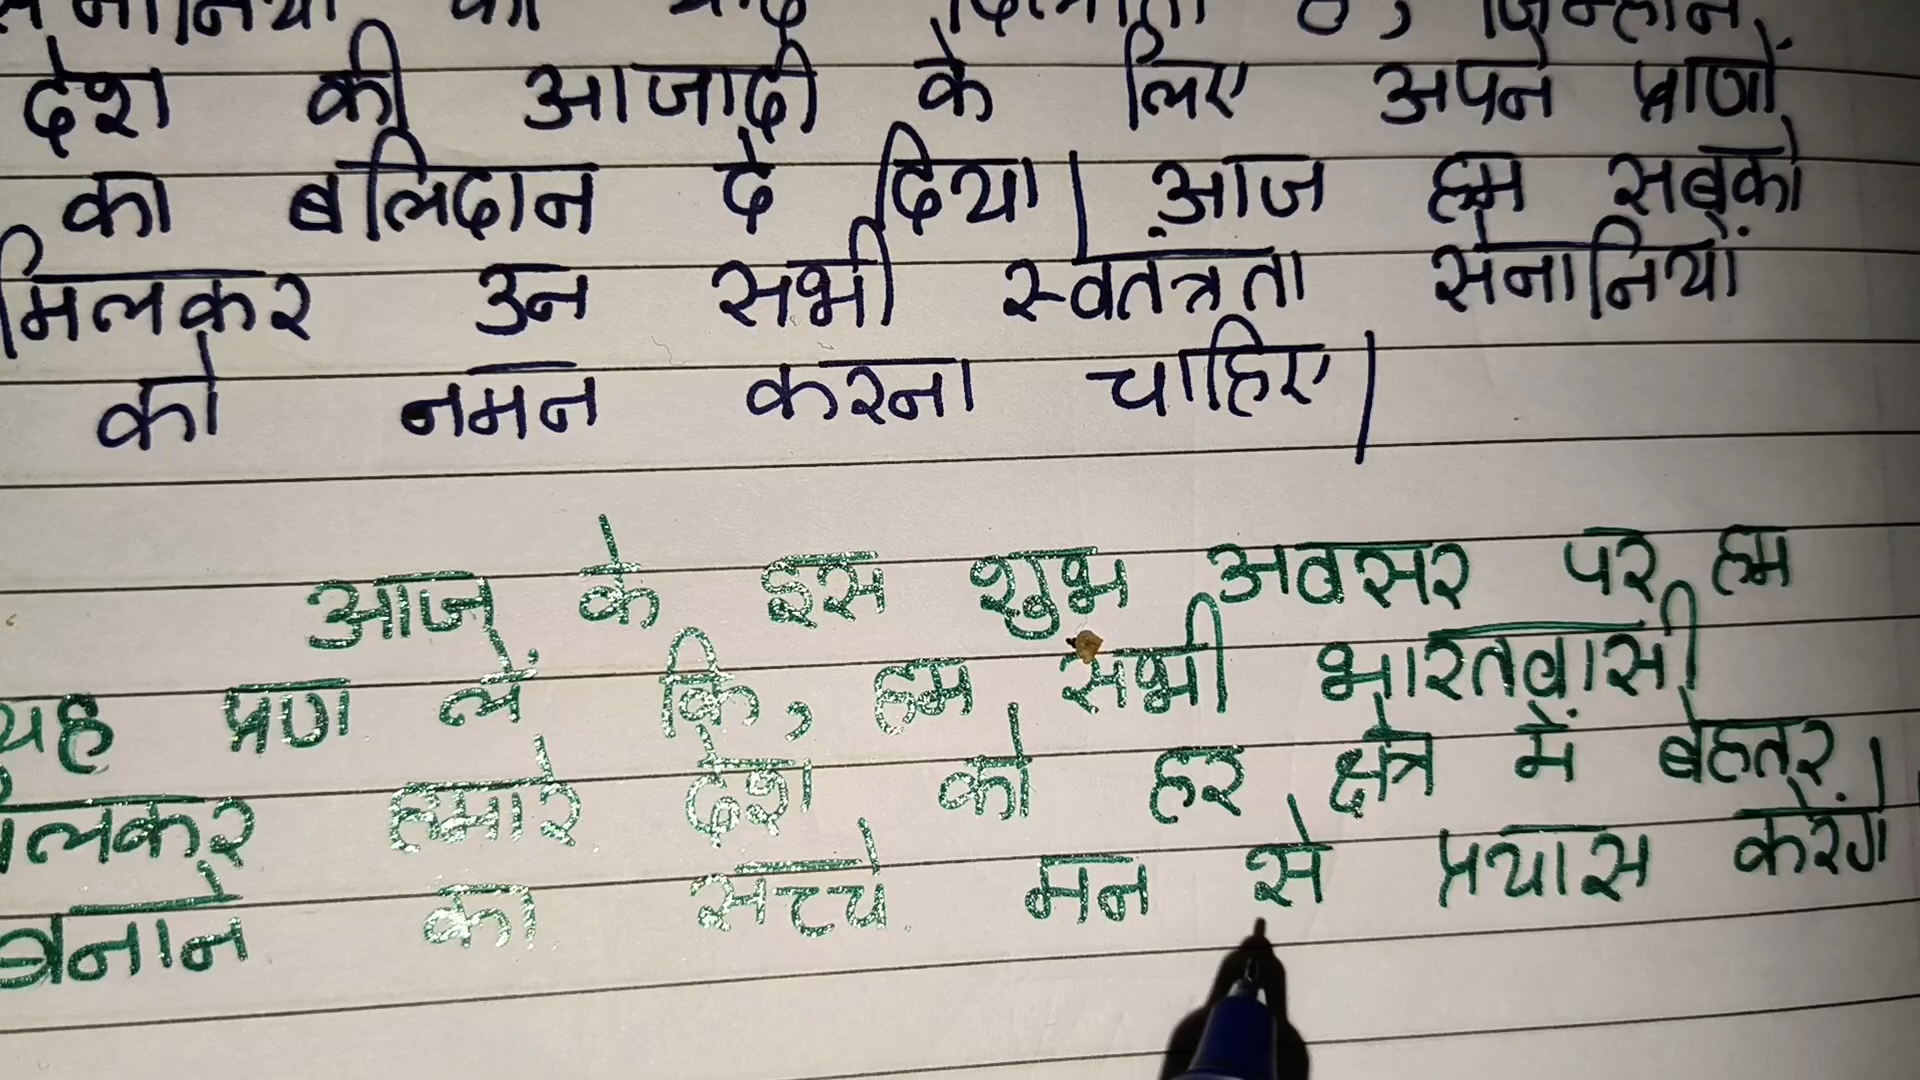 सेनानियों की याद दिलाता है, जिन्होंने
देश की आजादी के लिए अपने प्राणों
का बलिदान दे दिया। आज हम सबको
मिलकर उन सभी स्वतंत्रता सेनानियों
को नमन करना चाहिए।
आज के इस शुभ अवसर पर हम
यह प्रण लें कि, हम सभी भारतवासी
मिलकर हमारे देश को हर क्षेत्र में बेहतर
बनाने का सच्चे मन से प्रयास करेंगे।